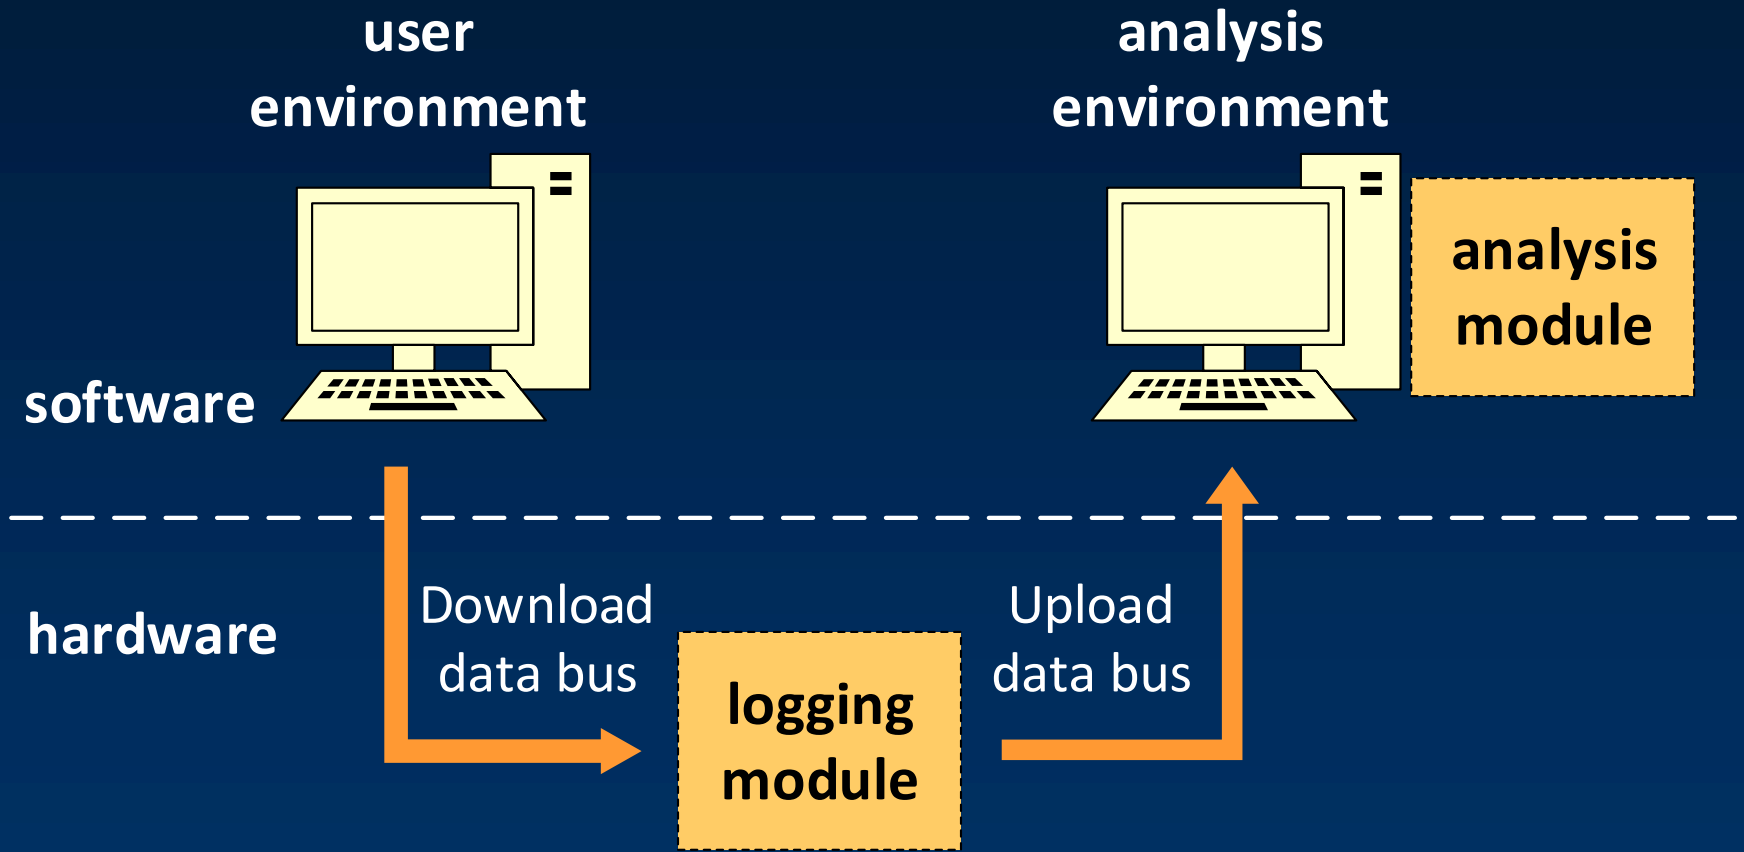 user
environment
analysis
environment
analysis
module
software
hardware
Download
data bus
logging
module
Upload
data bus